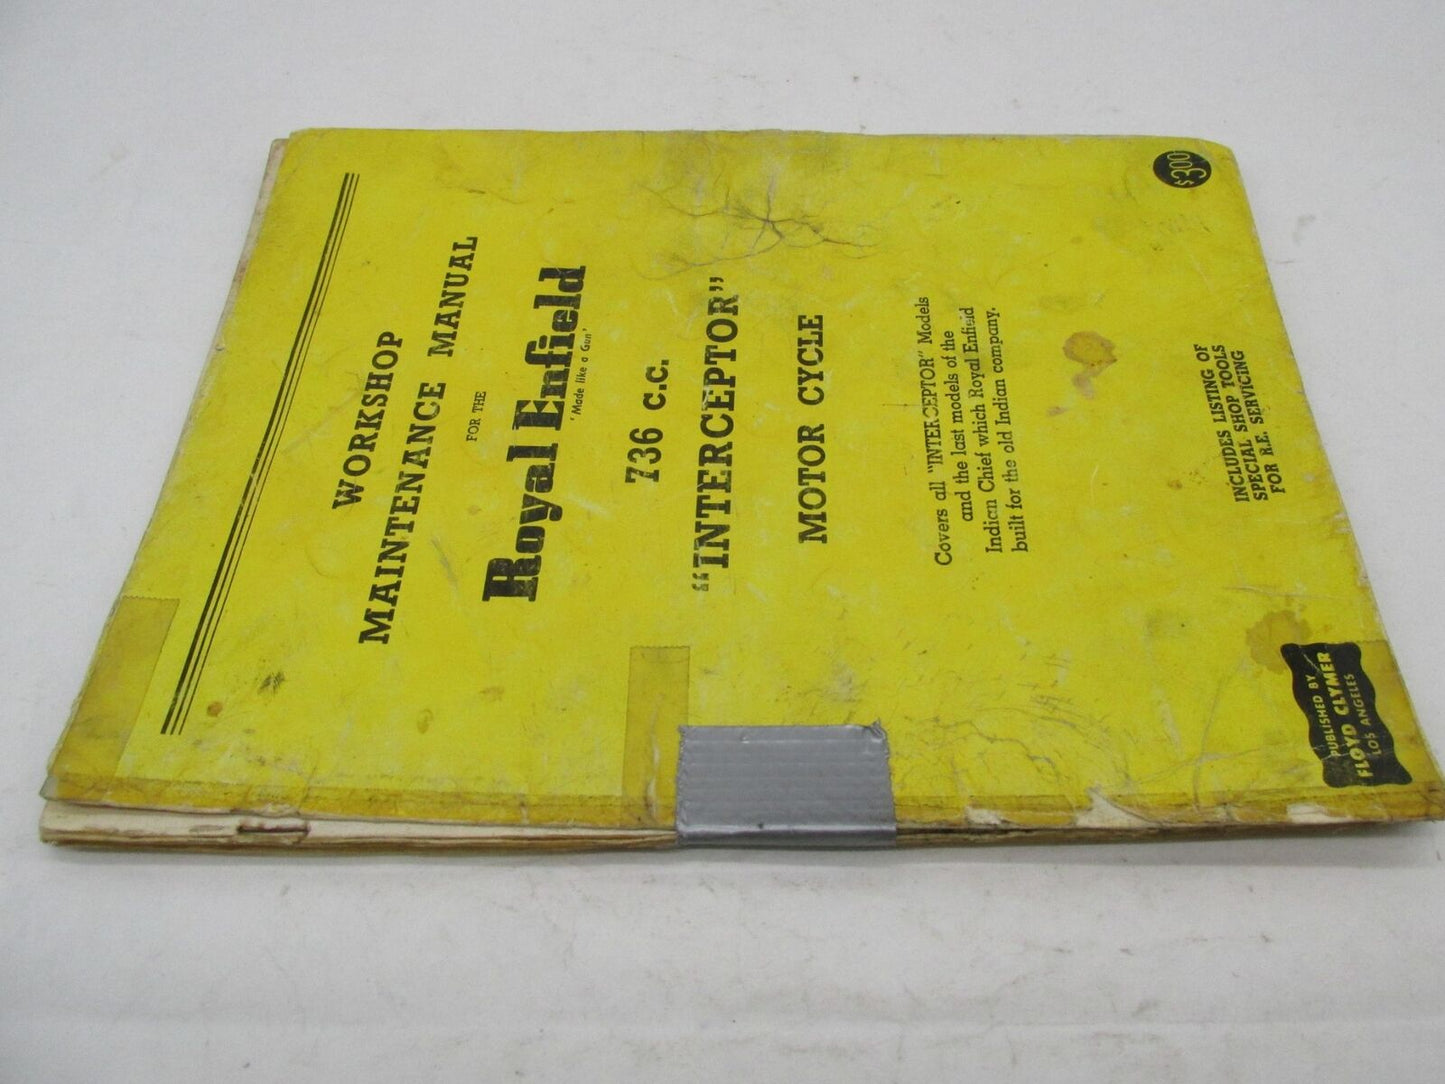 $3.00
WORKSHOP
MAINTENANCE MANUAL
FOR THE
Royal Enfield
'Made like a Gun'
736 C.C.
"INTERCEPTOR"
MOTOR CYCLE
Covers all "INTERCEPTOR" Models
and the last models of the
Indian Chief which Royal Enfield
built for the old Indian company.
INCLUDES LISTING OF
SPECIAL SHOP TOOLS
FOR R.E. SERVICING
PUBLISHED BY
FLOYD CLYMER
LOS ANGELES